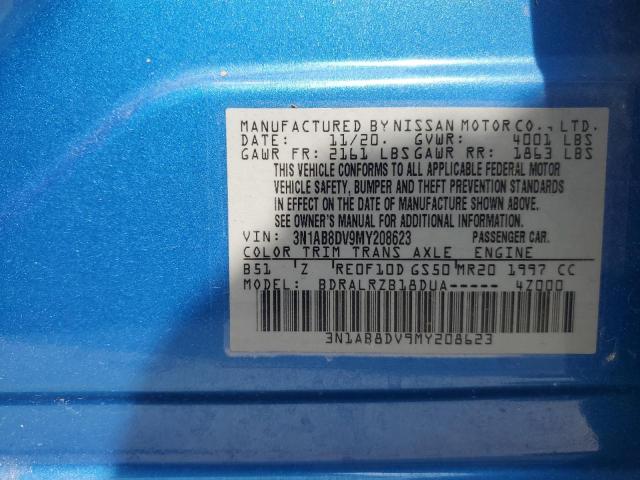 MANUFACTURED BY NISSAN MOTOR CO., LTD.
DATE: 11/20. GVWR: 4001 LBS
GAWR FR: 2161 LBS GAWR RR: 1863 LBS
THIS VEHICLE CONFORMS TO ALL APPLICABLE FEDERAL MOTOR
VEHICLE SAFETY, BUMPER AND THEFT PREVENTION STANDARDS
IN EFFECT ON THE DATE OF MANUFACTURE SHOWN ABOVE.
SEE OWNER'S MANUAL FOR ADDITIONAL INFORMATION.
VIN: 3N1AB8DV9MY208623 PASSENGER CAR.
COLOR TRIM TRANS AXLE ENGINE
B51 Z RE0F10D GS50 MR20 1997 CC
MODEL: BDRALRZB18DUA----- 4Z000
3N1AB8DV9MY208623